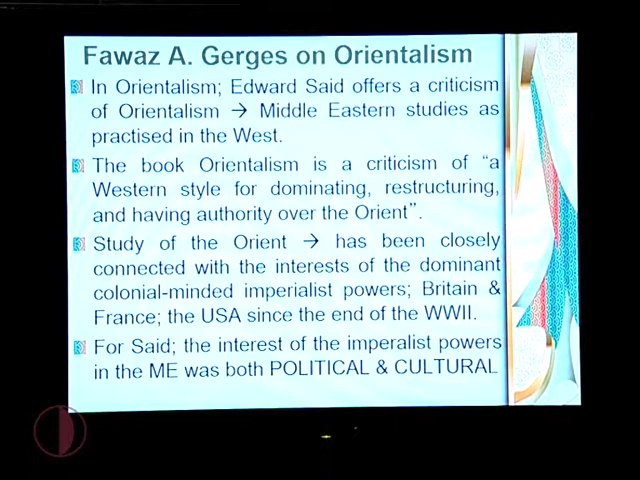 Fawaz A. Gerges on Orientalism
In Orientalism; Edward Said offers a criticism
of Orientalism → Middle Eastern studies as
practised in the West.
The book Orientalism is a criticism of “a
Western style for dominating, restructuring,
and having authority over the Orient”.
Study of the Orient → has been closely
connected with the interests of the dominant
colonial-minded imperialist powers; Britain &
France; the USA since the end of the WWII.
For Said; the interest of the imperalist powers
in the ME was both POLITICAL & CULTURAL